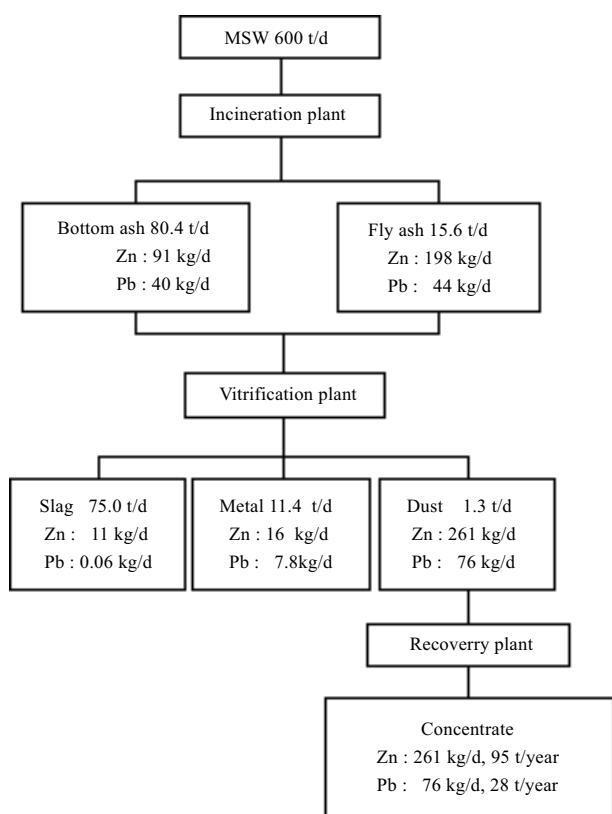 MSW 600 t/d
Incineration plant
Bottom ash 80.4 t/d
Zn : 91 kg/d
Pb : 40 kg/d
Fly ash 15.6 t/d
Zn : 198 kg/d
Pb : 44 kg/d
Vitrification plant
Slag 75.0 t/d
Zn : 11 kg/d
Pb : 0.06 kg/d
Metal 11.4 t/d
Zn : 16 kg/d
Pb : 7.8kg/d
Dust 1.3 t/d
Zn : 261 kg/d
Pb : 76 kg/d
Recoverry plant
Concentrate
Zn : 261 kg/d, 95 t/year
Pb : 76 kg/d, 28 t/year